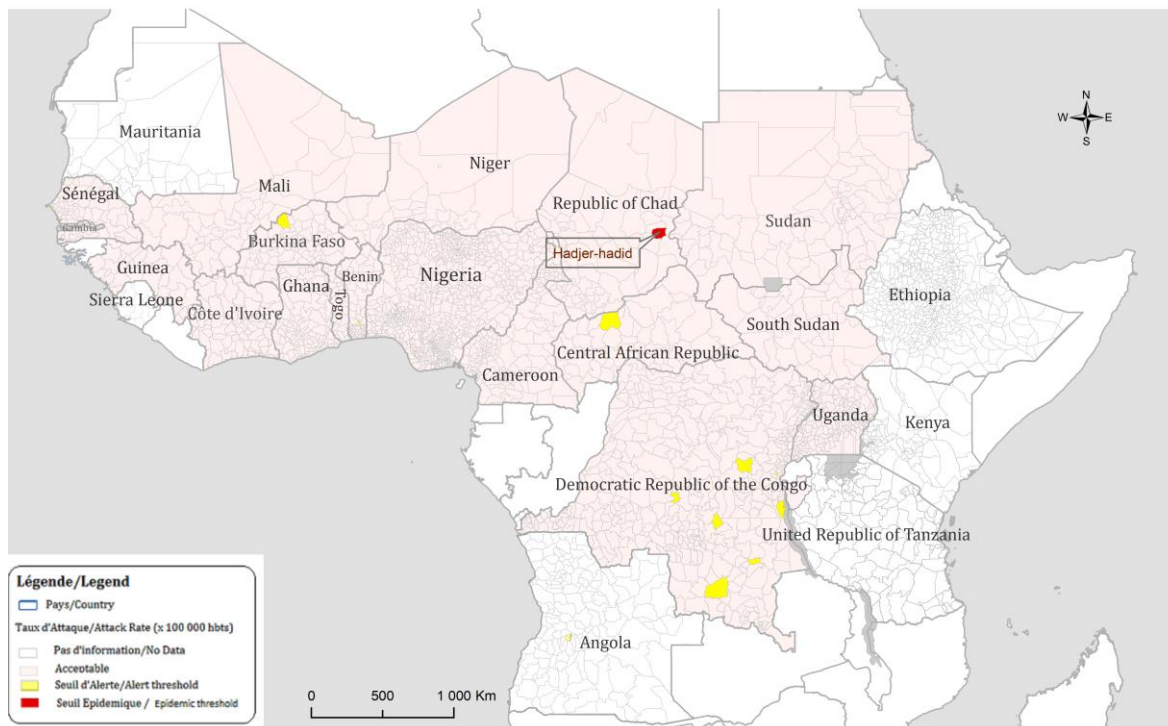 N
W E
S
Mauritania
Niger
Mali
Sénégal
Gambia
Republic of Chad
Sudan
Burkina Faso
Hadjer-hadid
Guinea
Benin
Nigeria
Ghana
Sierra Leone
Togo
Côte d'Ivoire
Ethiopia
South Sudan
Central African Republic
Cameroon
Uganda
Kenya
Democratic Republic of the Congo
United Republic of Tanzania
Angola
Légende/Legend
Pays/Country
Taux d'Attaque/Attack Rate (x 100 000 hbts)
Pas d'information/No Data
Acceptable
Seuil d'Alerte/Alert threshold
Seuil Epidemique / Epidemic threshold
0 500 1 000 Km